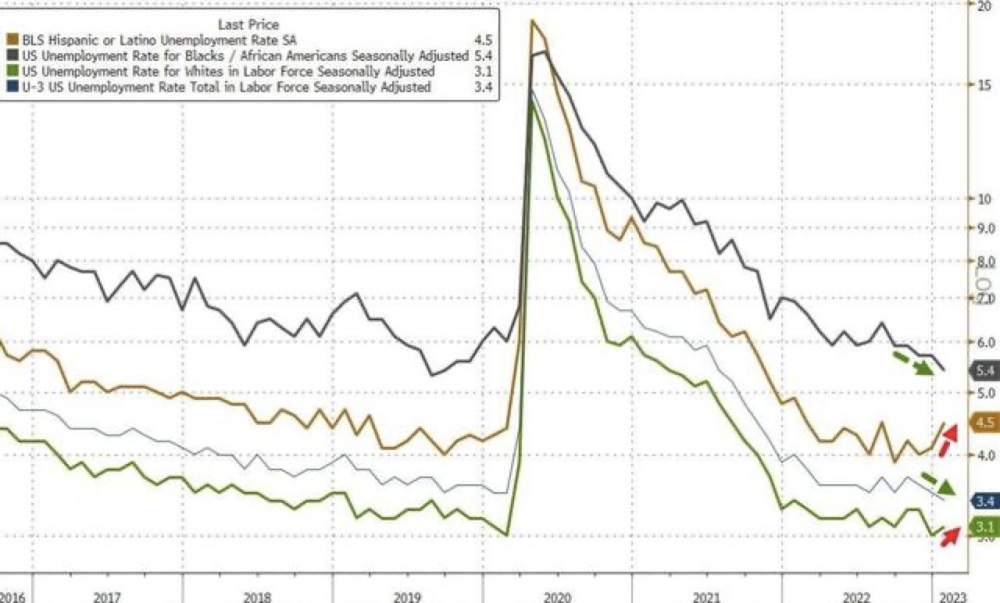 Last Price
BLS Hispanic or Latino Unemployment Rate SA 4.5
US Unemployment Rate for Blacks / African Americans Seasonally Adjusted 5.4
US Unemployment Rate for Whites in Labor Force Seasonally Adjusted 3.1
U-3 US Unemployment Rate Total in Labor Force Seasonally Adjusted 3.4
20
15
10
9.0
8.0
7.0
6.0
5.4
5.0
4.5
4.0
3.4
3.1
3.0
2016 2017 2018 2019 2020 2021 2022 2023